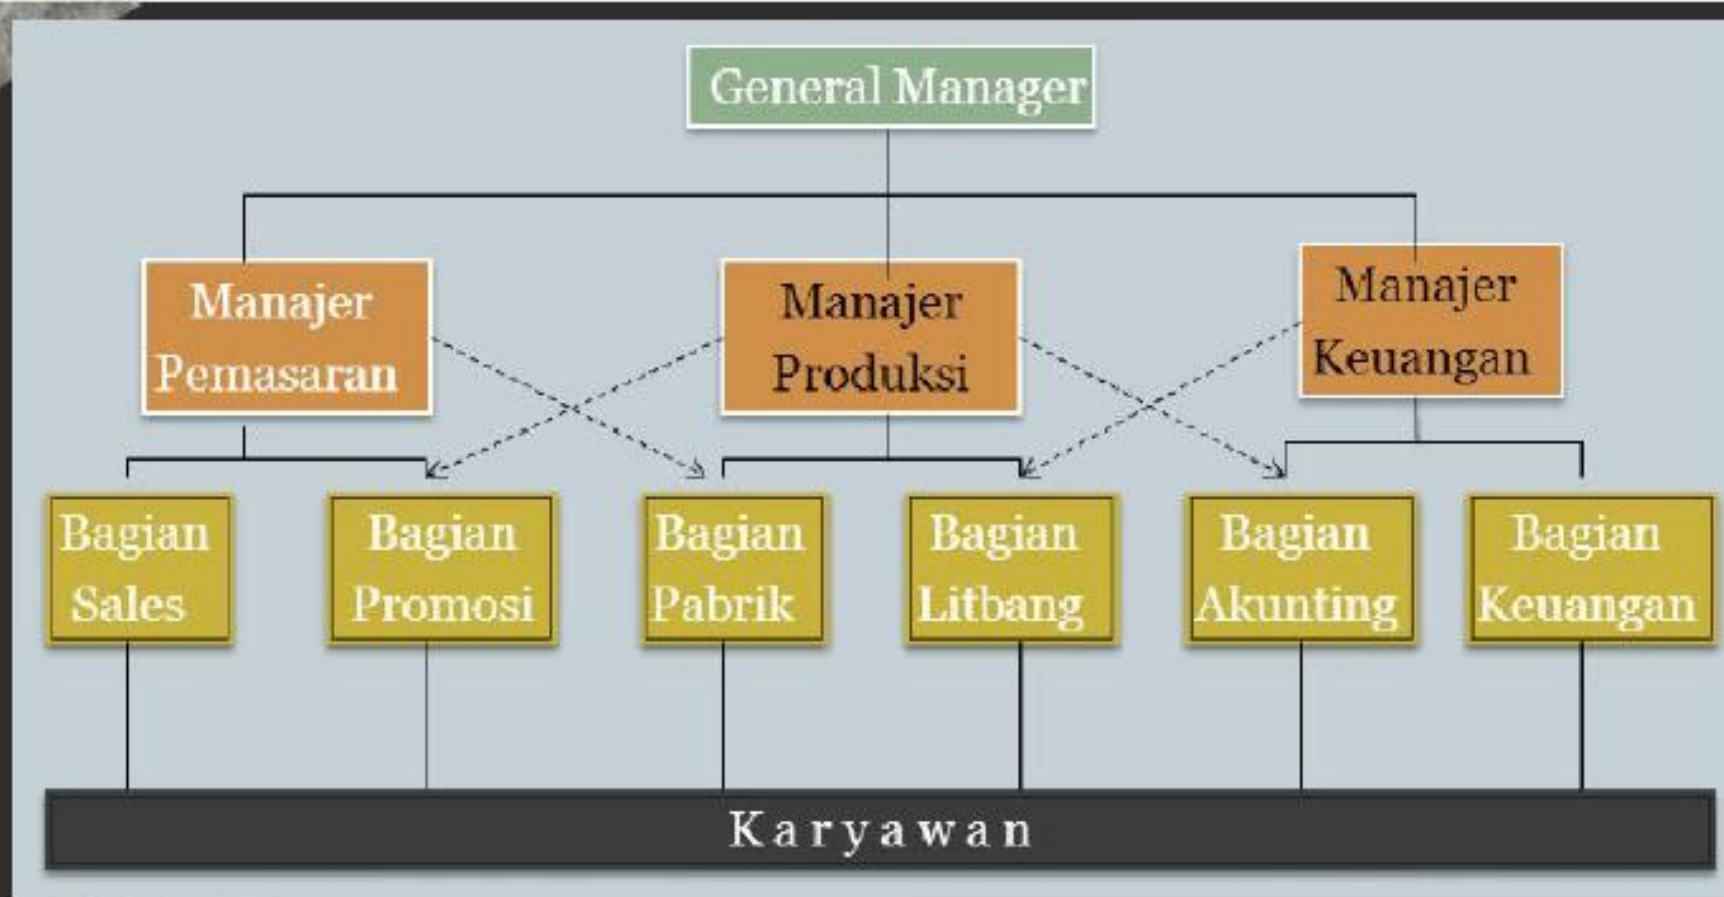 General Manager
Manajer
Pemasaran
Manajer
Produksi
Manajer
Keuangan
Bagian
Sales
Bagian
Promosi
Bagian
Pabrik
Bagian
Litbang
Bagian
Akunting
Bagian
Keuangan
Karyawan